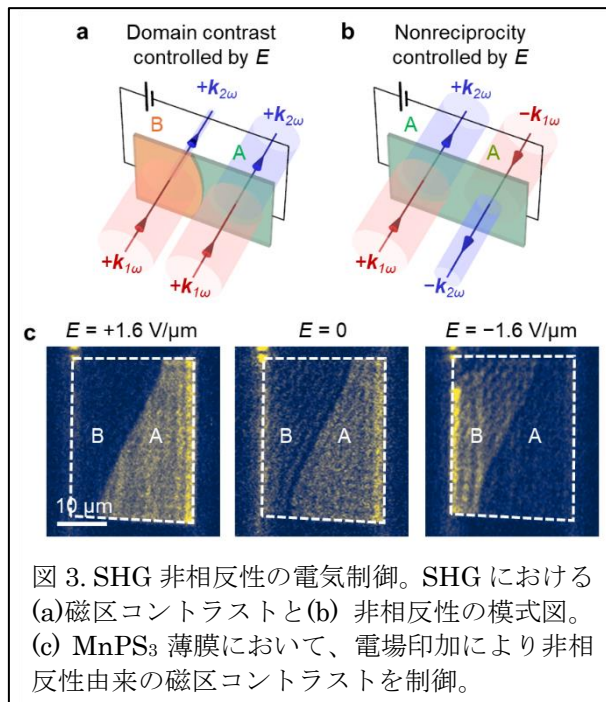 a Domain contrast controlled by E
b Nonreciprocity controlled by E
+k2ω
+k2ω
B
A
+k1ω
+k1ω
+k2ω
−k1ω
A
A
+k1ω
−k2ω
c E = +1.6 V/μm E = 0 E = −1.6 V/μm
B A
B A
B A
10 μm
図 3. SHG 非相反性の電気制御。SHG における
(a)磁区コントラストと(b) 非相反性の模式図。
(c) MnPS3 薄膜において、電場印加により非相
反性由来の磁区コントラストを制御。